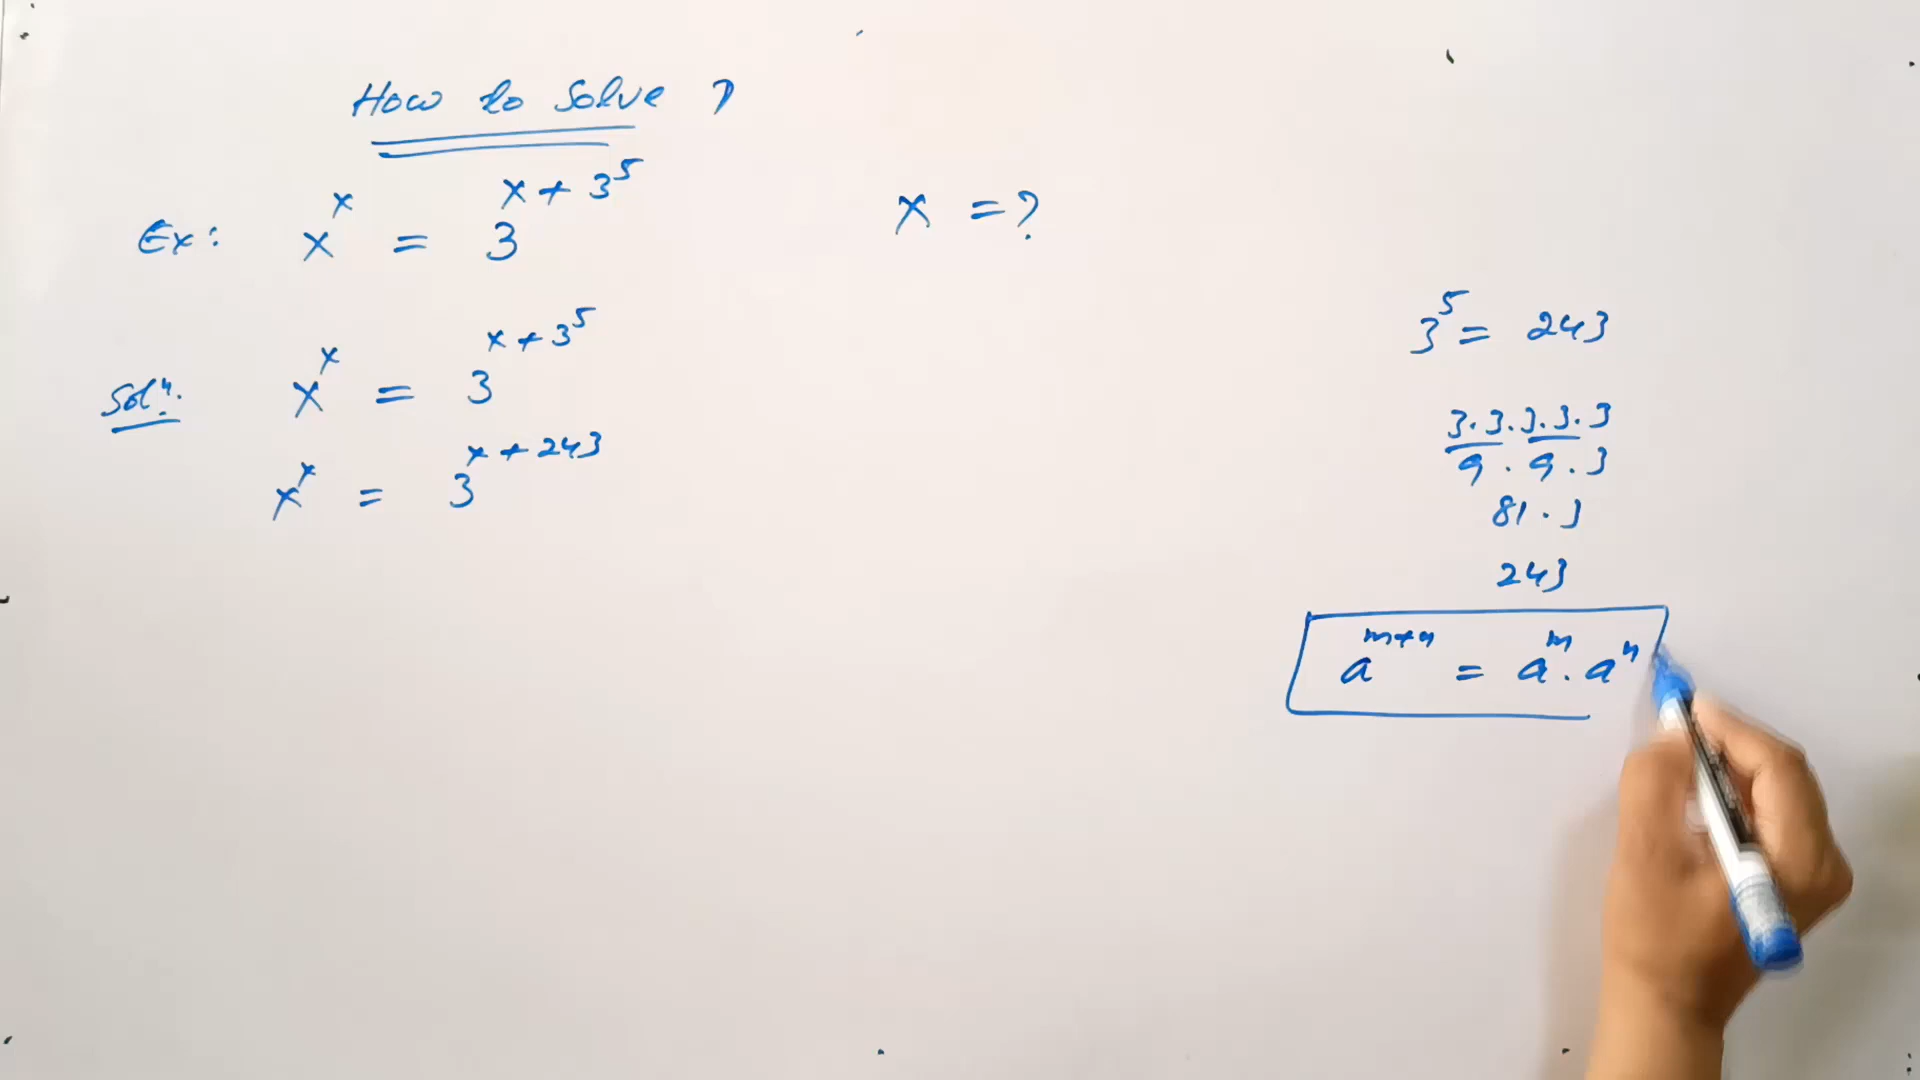 How to Solve ?
Ex: x^x = 3^{x+3^5} x = ?
Solⁿ. x^x = 3^{x+3^5}
x^x = 3^{x+243}
3^5 = 243
3.3.3.3.3
9.9.3
81.3
243
a^{m+n} = a^m . a^n